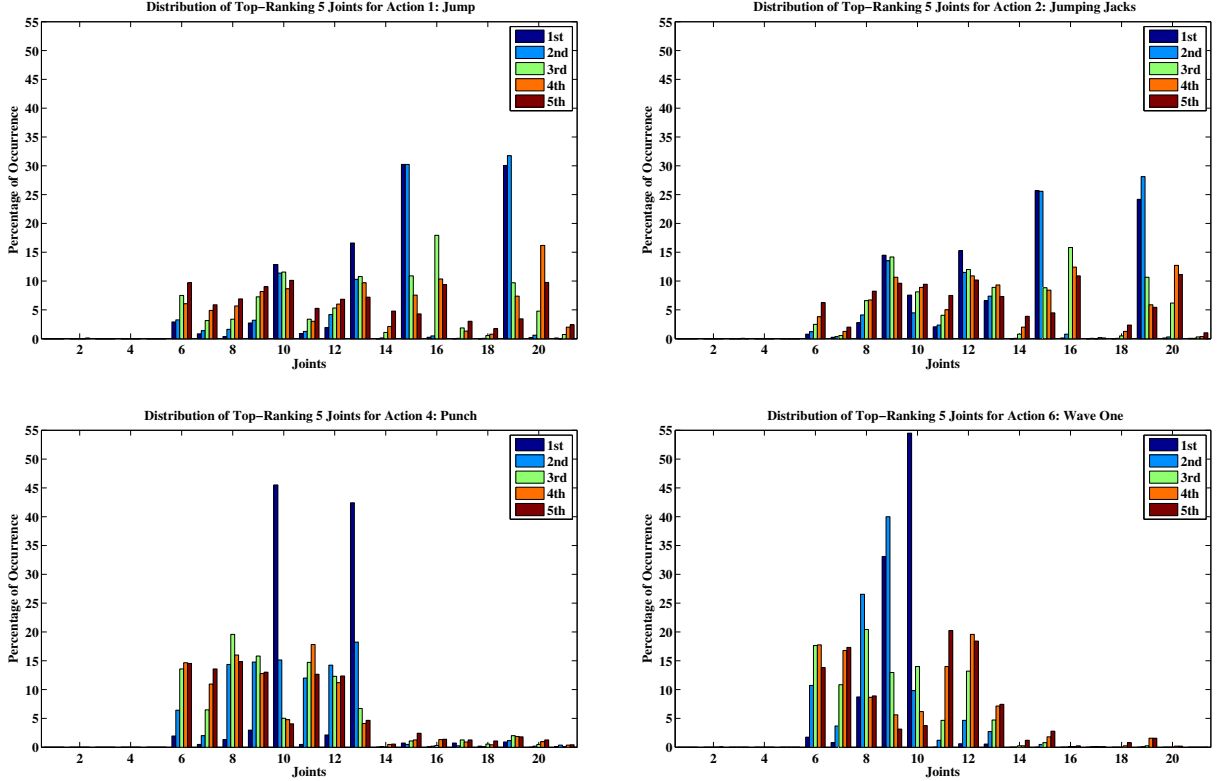 Distribution of Top-Ranking 5 Joints for Action 1: Jump
55
50
45
40
35
30
25
20
15
10
5
0
Percentage of Occurrence
2 4 6 8 10 12 14 16 18 20
Joints
1st
2nd
3rd
4th
5th
Distribution of Top-Ranking 5 Joints for Action 2: Jumping Jacks
55
50
45
40
35
30
25
20
15
10
5
0
Percentage of Occurrence
2 4 6 8 10 12 14 16 18 20
Joints
1st
2nd
3rd
4th
5th
Distribution of Top-Ranking 5 Joints for Action 4: Punch
55
50
45
40
35
30
25
20
15
10
5
0
Percentage of Occurrence
2 4 6 8 10 12 14 16 18 20
Joints
1st
2nd
3rd
4th
5th
Distribution of Top-Ranking 5 Joints for Action 6: Wave One
55
50
45
40
35
30
25
20
15
10
5
0
Percentage of Occurrence
2 4 6 8 10 12 14 16 18 20
Joints
1st
2nd
3rd
4th
5th